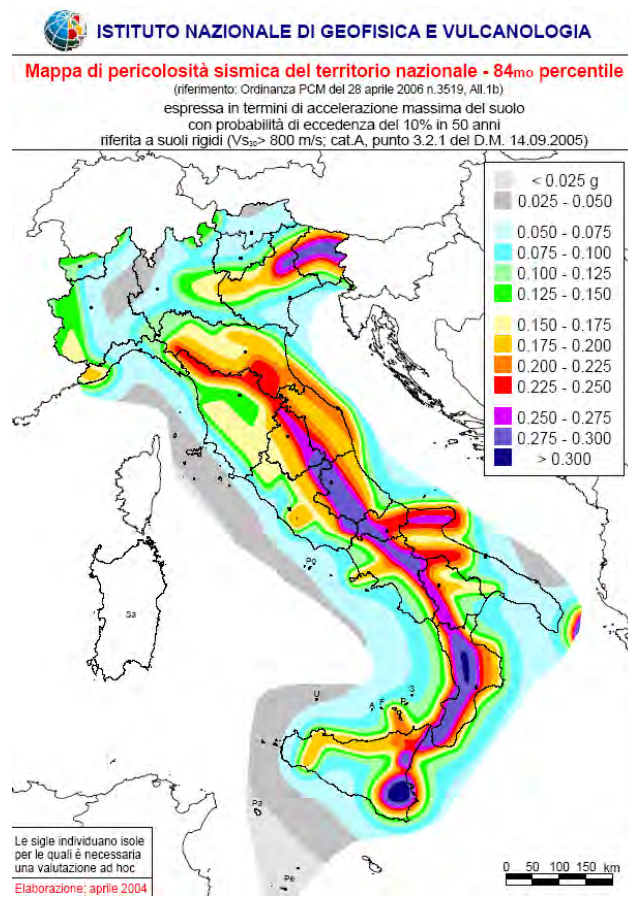 ISTITUTO NAZIONALE DI GEOFISICA E VULCANOLOGIA
Mappa di pericolosità sismica del territorio nazionale - 84mo percentile
(riferimento: Ordinanza PCM del 28 aprile 2006 n.3519, All.1b)
espressa in termini di accelerazione massima del suolo
con probabilità di eccedenza del 10% in 50 anni
riferita a suoli rigidi (Vs30> 800 m/s; cat.A, punto 3.2.1 del D.M. 14.09.2005)
< 0.025 g
0.025 - 0.050
0.050 - 0.075
0.075 - 0.100
0.100 - 0.125
0.125 - 0.150
0.150 - 0.175
0.175 - 0.200
0.200 - 0.225
0.225 - 0.250
0.250 - 0.275
0.275 - 0.300
> 0.300
Po
Sa
U
S
A F P
Pa
Pe
Le sigle individuano isole
per le quali è necessaria
una valutazione ad hoc
Elaborazione: aprile 2004
0 50 100 150 km